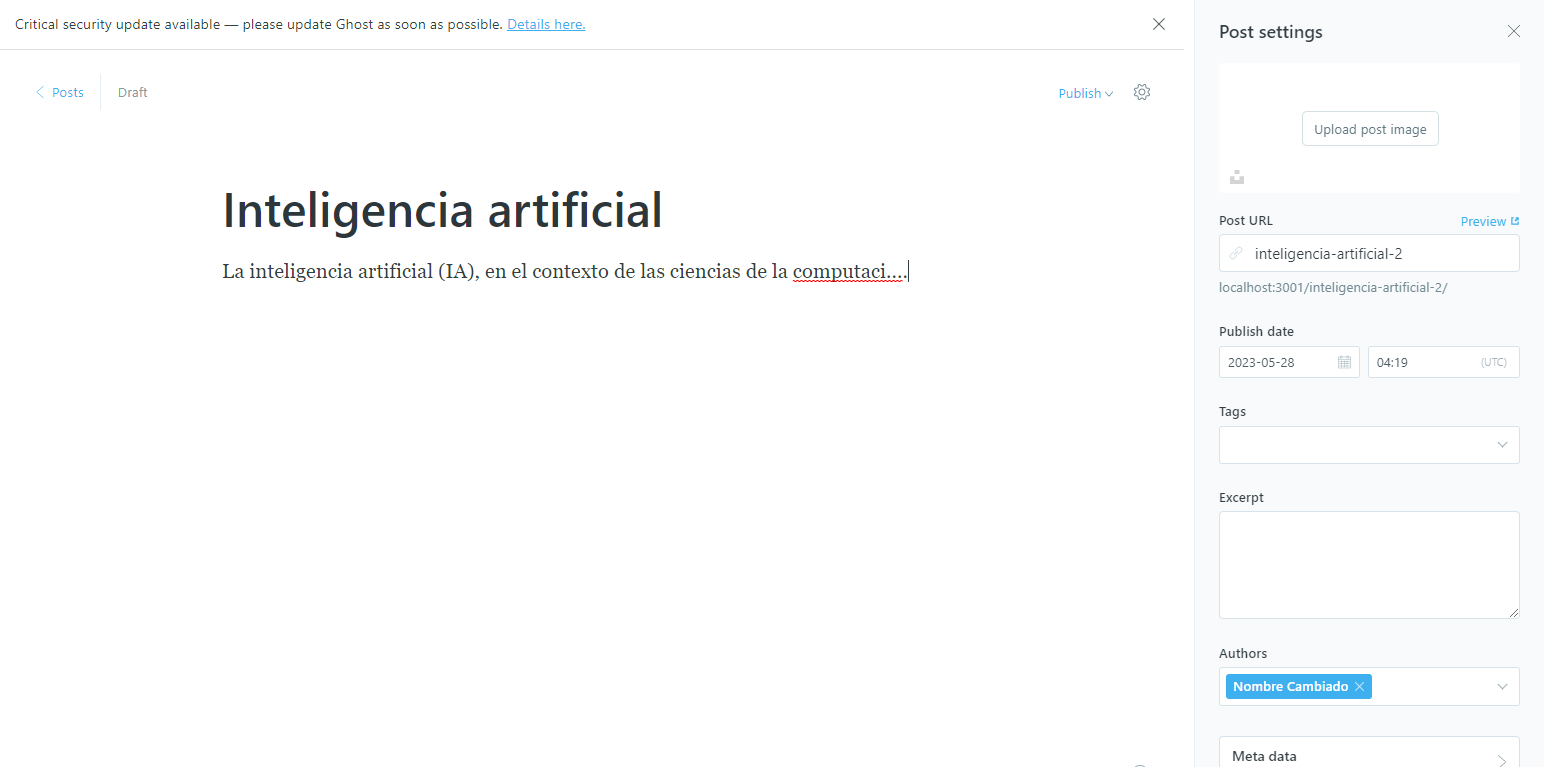 Critical security update available — please update Ghost as soon as possible. Details here.
Posts
Draft
Publish
Inteligencia artificial
La inteligencia artificial (IA), en el contexto de las ciencias de la computaci....
Post settings
Upload post image
Post URL
Preview
inteligencia-artificial-2
localhost:3001/inteligencia-artificial-2/
Publish date
2023-05-28
04:19
(UTC)
Tags
Excerpt
Authors
Nombre Cambiado
Meta data